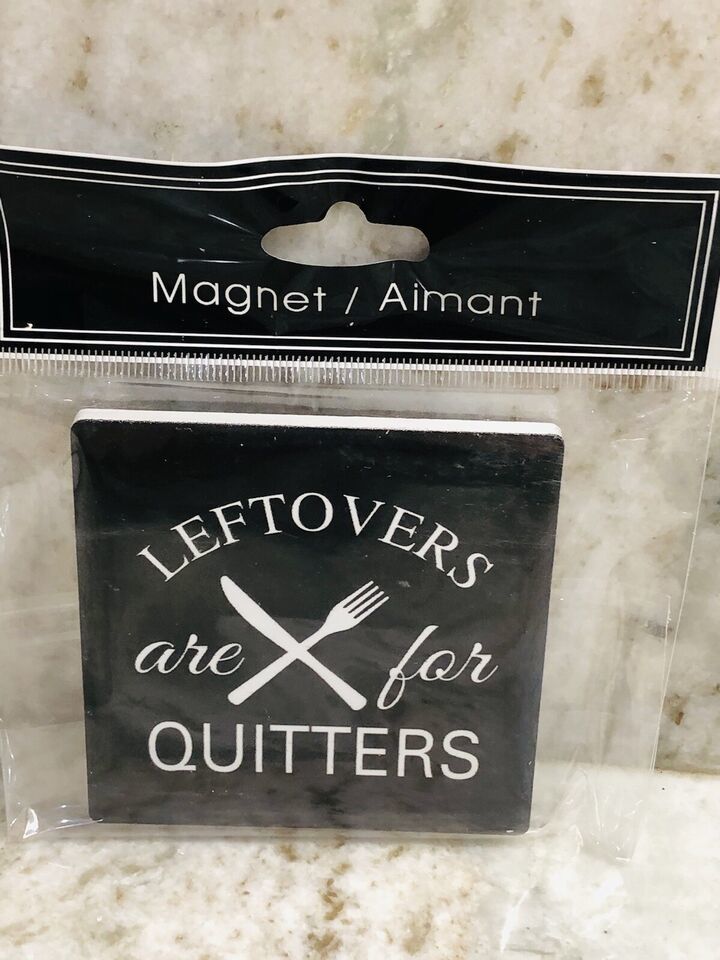 Magnet / Aimant
LEFTOVERS
are for
QUITTERS